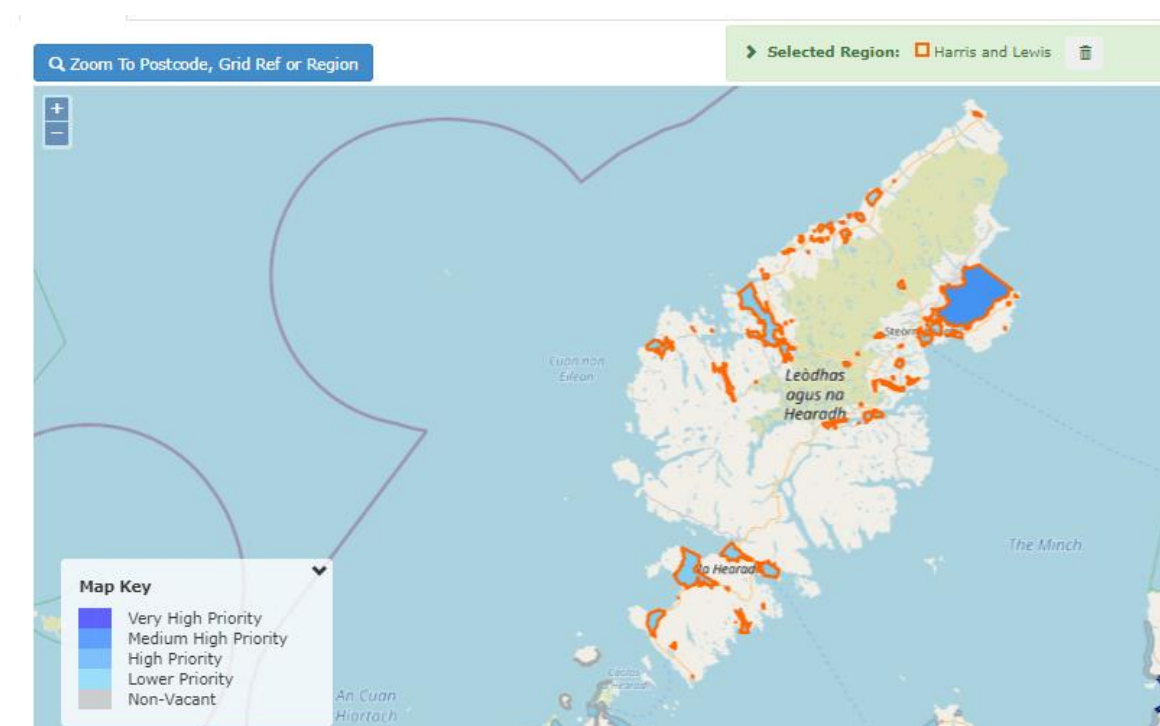 Zoom To Postcode, Grid Ref or Region
Selected Region: Harris and Lewis
+
−
Cuan nan
Eilean
Leòdhas
agus na
Hearadh
The Minch
Na Hearadh
Map Key
Very High Priority
Medium High Priority
High Priority
Lower Priority
Non-Vacant
An Cuan
Hiortach